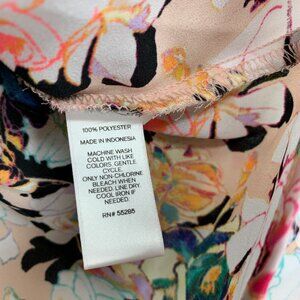 100% POLYESTER
MADE IN INDONESIA
MACHINE WASH
COLD WITH LIKE
COLORS. GENTLE
CYCLE.
ONLY NON-CHLORINE
BLEACH WHEN
NEEDED. LINE DRY.
COOL IRON IF
NEEDED.
RN# 55285